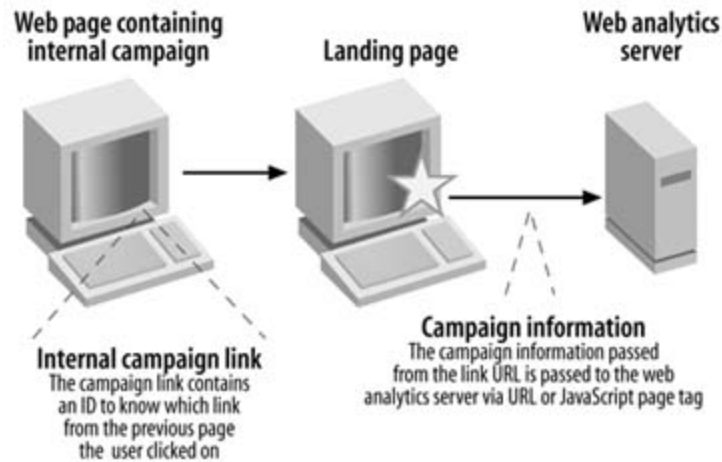 Web page containing
internal campaign
Landing page
Web analytics
server
Internal campaign link
The campaign link contains
an ID to know which link
from the previous page
the user clicked on
Campaign information
The campaign information passed
from the link URL is passed to the web
analytics server via URL or JavaScript page tag